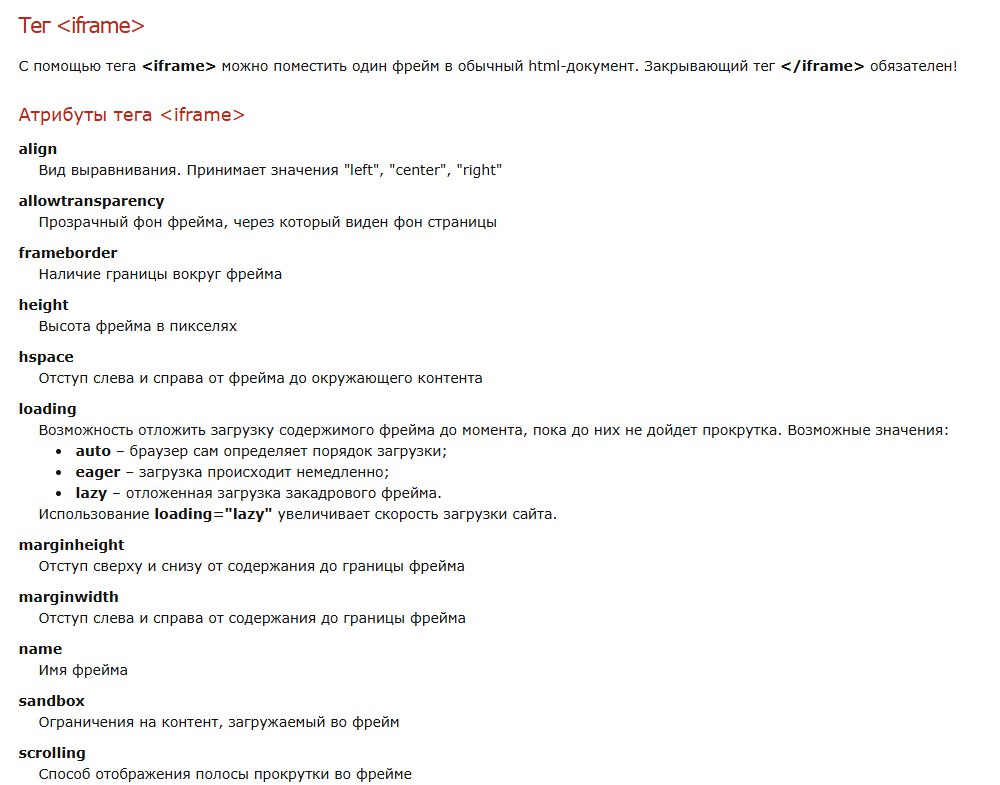 Тег <iframe>
С помощью тега <iframe> можно поместить один фрейм в обычный html-документ. Закрывающий тег </iframe> обязателен!
Атрибуты тега <iframe>
align
Вид выравнивания. Принимает значения "left", "center", "right"
allowtransparency
Прозрачный фон фрейма, через который виден фон страницы
frameborder
Наличие границы вокруг фрейма
height
Высота фрейма в пикселях
hspace
Отступ слева и справа от фрейма до окружающего контента
loading
Возможность отложить загрузку содержимого фрейма до момента, пока до них не дойдет прокрутка. Возможные значения:
• auto – браузер сам определяет порядок загрузки;
• eager – загрузка происходит немедленно;
• lazy – отложенная загрузка закадрового фрейма.
Использование loading="lazy" увеличивает скорость загрузки сайта.
marginheight
Отступ сверху и снизу от содержания до границы фрейма
marginwidth
Отступ слева и справа от содержания до границы фрейма
name
Имя фрейма
sandbox
Ограничения на контент, загружаемый во фрейм
scrolling
Способ отображения полосы прокрутки во фрейме